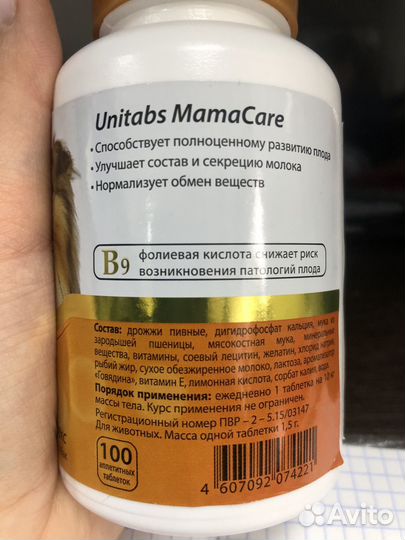 Unitabs MamaCare
• Способствует полноценному развитию плода
• Улучшает состав и секрецию молока
• Нормализует обмен веществ
B9 фолиевая кислота снижает риск
возникновения патологий плода
Состав: дрожжи пивные, дигидрофосфат кальция, мука из
зародышей пшеницы, мясокостная мука, минеральные
вещества, витамины, соевый лецитин, желатин, хлорид натрия,
рыбий жир, сухое обезжиренное молоко, лактоза, ароматизатор
«Говядина», витамин Е, лимонная кислота, сорбат калия, вода.
Порядок применения: ежедневно 1 таблетка на 10 кг
массы тела. Курс применения не ограничен.
Регистрационный номер ПВР – 2 – 5.15/03147
Для животных. Масса одной таблетки 1,5 г.
100
аппетитных
таблеток
4 607092 074221
Avito